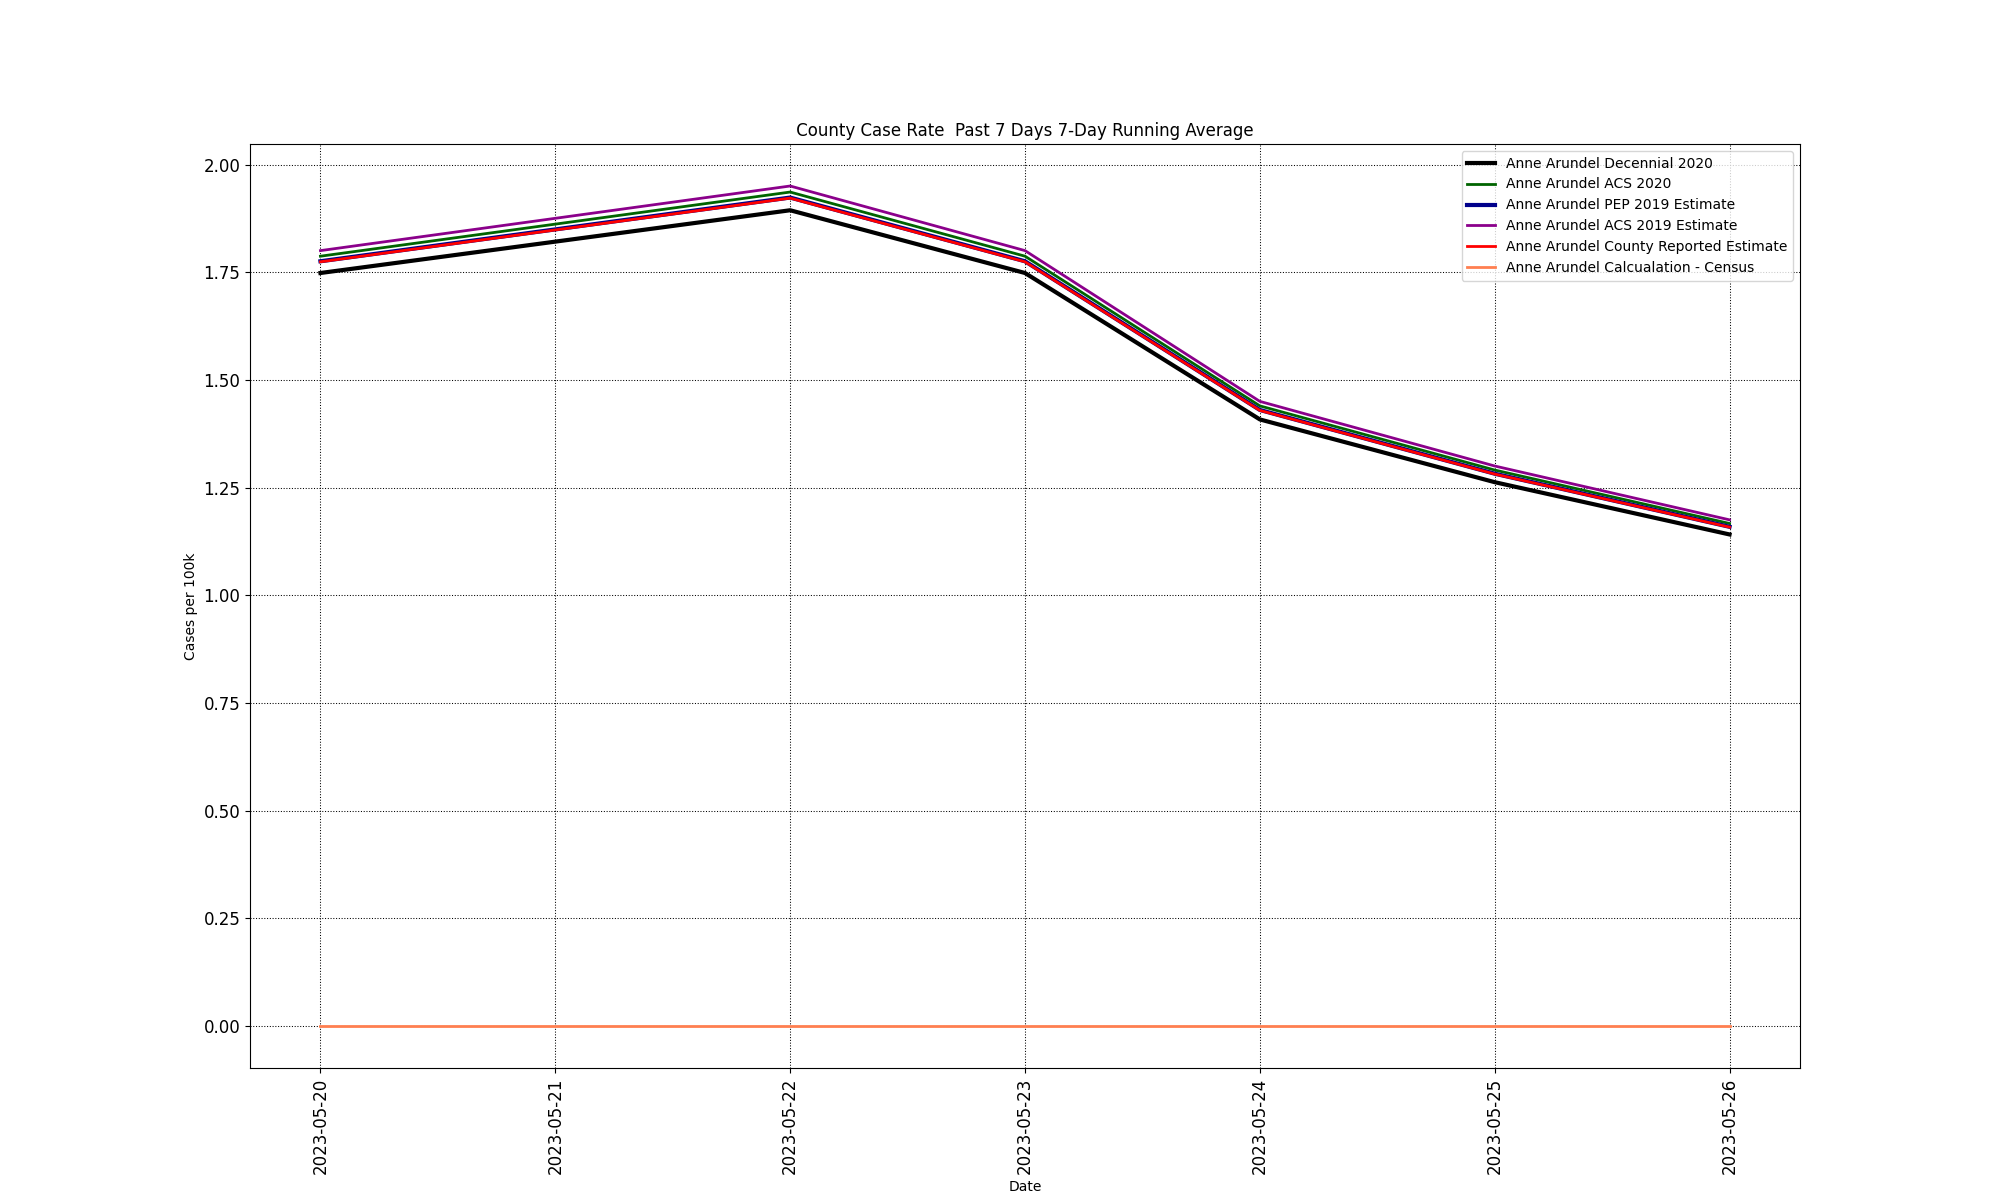 County Case Rate  Past 7 Days 7-Day Running Average
Anne Arundel Decennial 2020
Anne Arundel ACS 2020
Anne Arundel PEP 2019 Estimate
Anne Arundel ACS 2019 Estimate
Anne Arundel County Reported Estimate
Anne Arundel Calcualation - Census
2.00
1.75
1.50
1.25
1.00
0.75
0.50
0.25
0.00
Cases per 100k
2023-05-20
2023-05-21
2023-05-22
2023-05-23
2023-05-24
2023-05-25
2023-05-26
Date